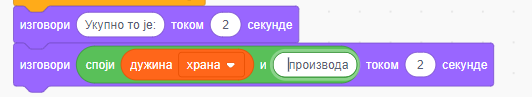 изговори Укупно то је: током 2 секунде
изговори споји дужина храна и производа током 2 секунде